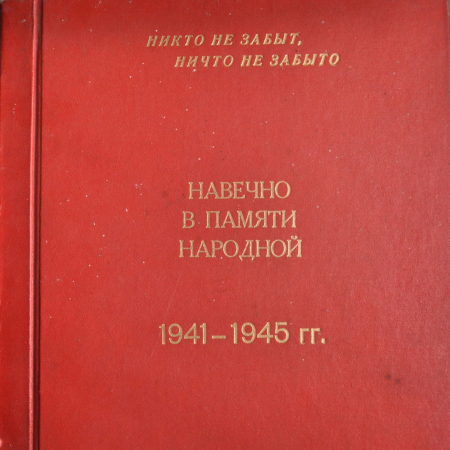 НИКТО НЕ ЗАБЫТ,
НИЧТО НЕ ЗАБЫТО
НАВЕЧНО
В ПАМЯТИ
НАРОДНОЙ
1941–1945 гг.